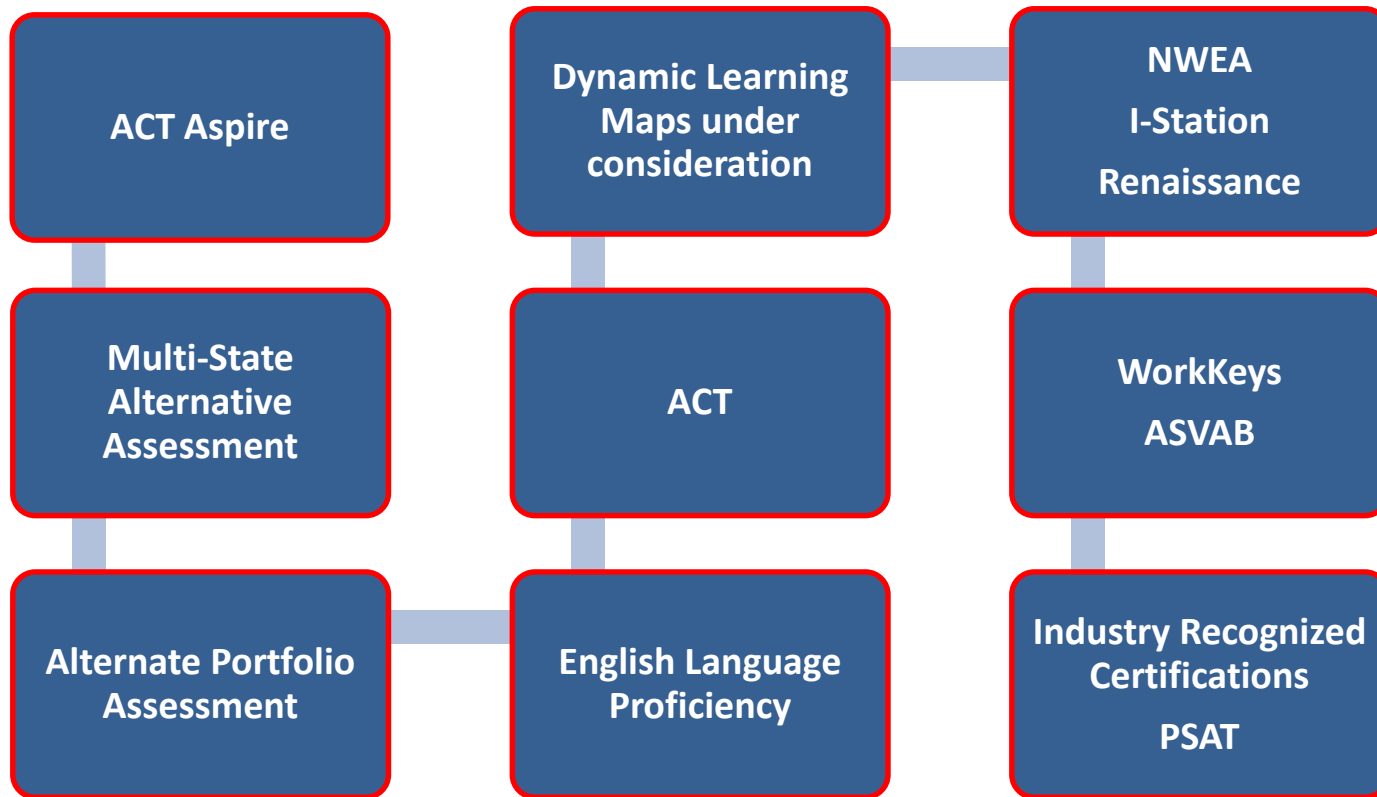 ACT Aspire
Multi-State
Alternative
Assessment
Alternate Portfolio
Assessment
English Language
Proficiency
ACT
Dynamic Learning
Maps under
consideration
NWEA
I-Station
Renaissance
WorkKeys
ASVAB
Industry Recognized
Certifications
PSAT